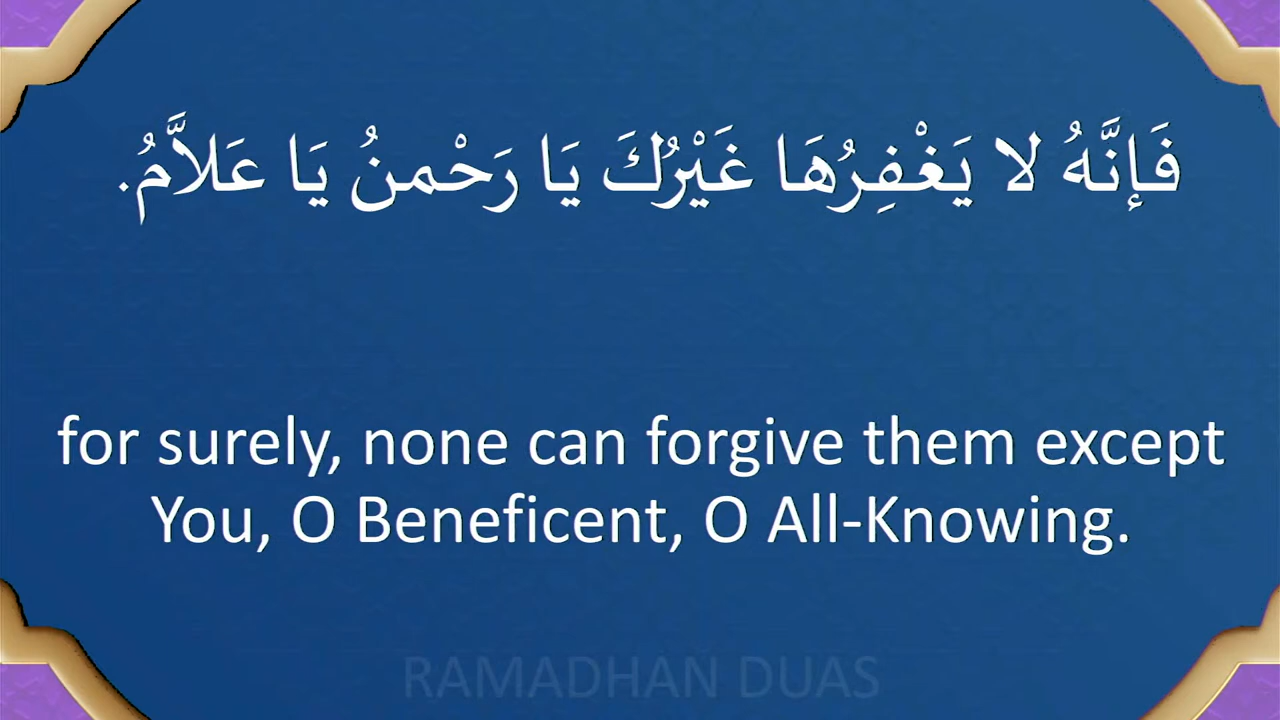 فَإِنَّهُ لا يَغْفِرُهَا غَيْرُكَ يَا رَحْمنُ يَا عَلاَّمُ.
for surely, none can forgive them except
You, O Beneficent, O All-Knowing.
RAMADHAN DUAS